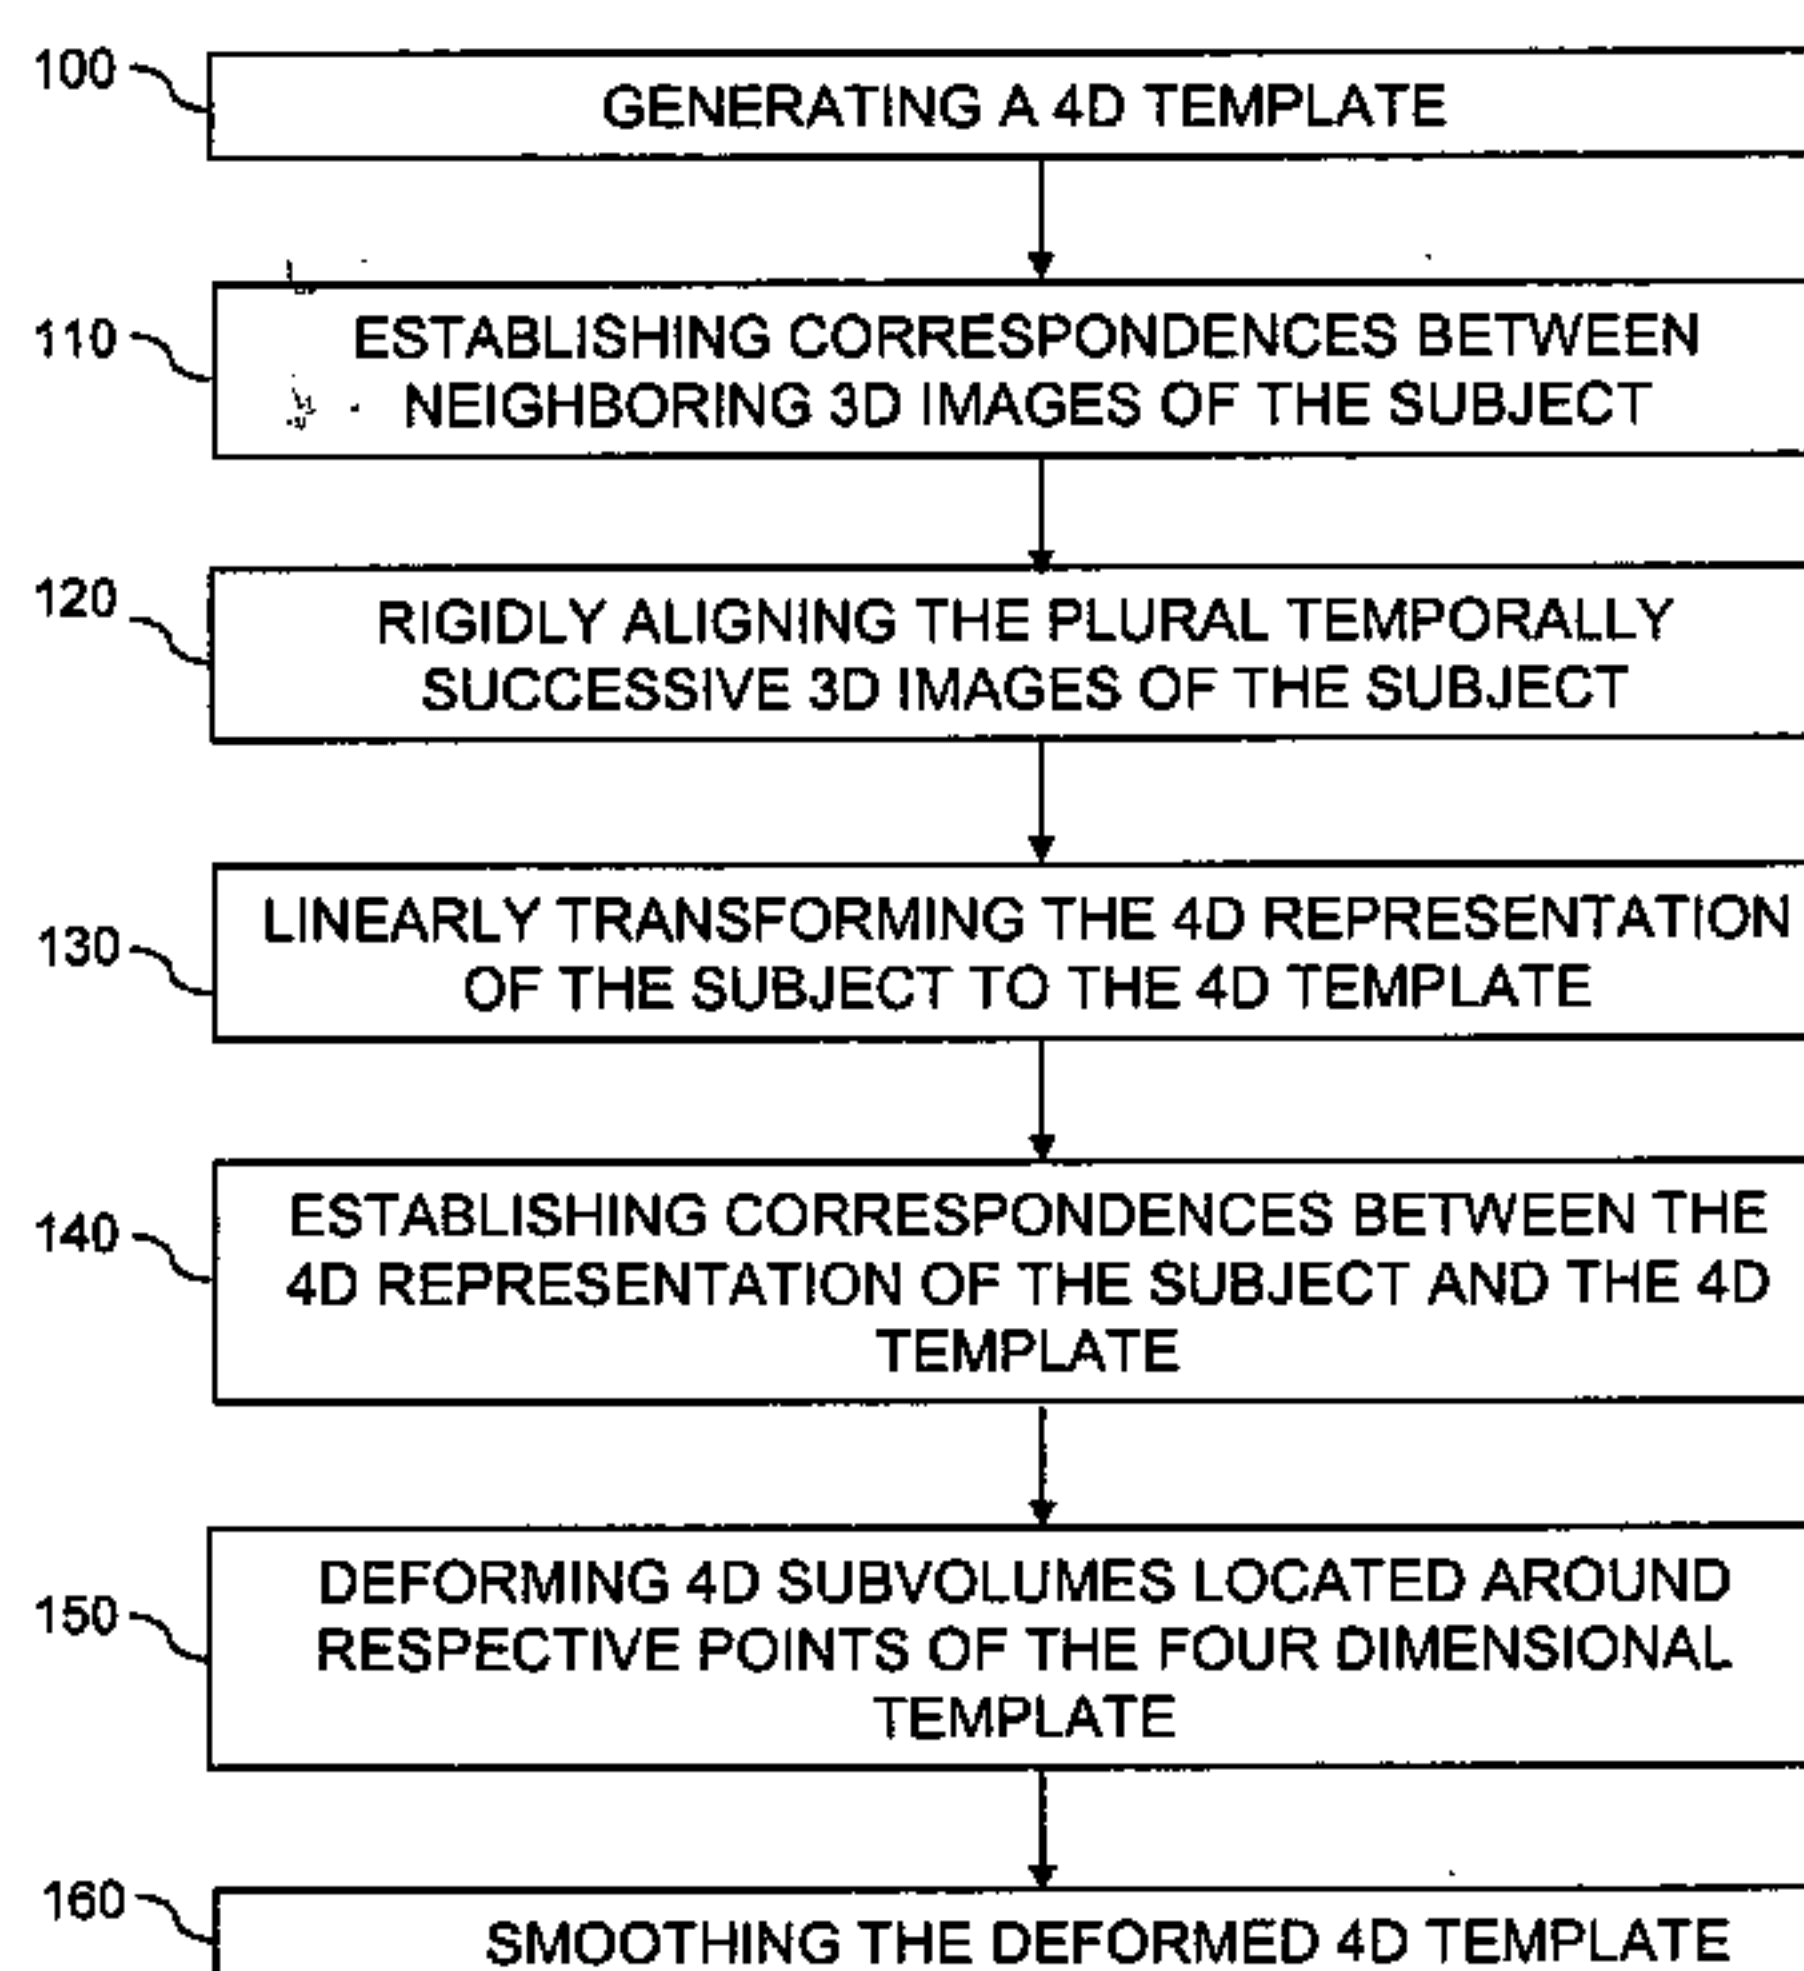 100
GENERATING A 4D TEMPLATE
110
ESTABLISHING CORRESPONDENCES BETWEEN
NEIGHBORING 3D IMAGES OF THE SUBJECT
120
RIGIDLY ALIGNING THE PLURAL TEMPORALLY
SUCCESSIVE 3D IMAGES OF THE SUBJECT
130
LINEARLY TRANSFORMING THE 4D REPRESENTATION
OF THE SUBJECT TO THE 4D TEMPLATE
140
ESTABLISHING CORRESPONDENCES BETWEEN THE
4D REPRESENTATION OF THE SUBJECT AND THE 4D
TEMPLATE
150
DEFORMING 4D SUBVOLUMES LOCATED AROUND
RESPECTIVE POINTS OF THE FOUR DIMENSIONAL
TEMPLATE
160
SMOOTHING THE DEFORMED 4D TEMPLATE